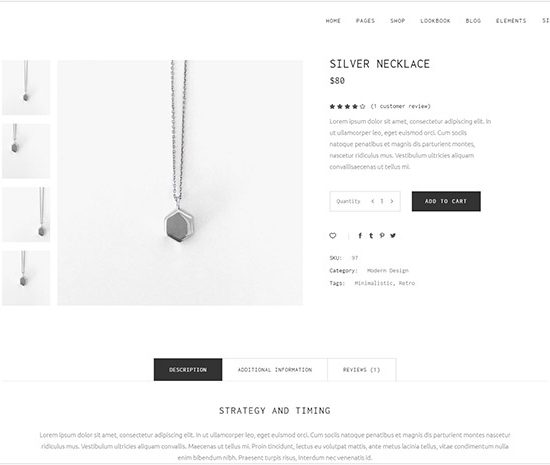 HOME PAGES SHOP LOOKBOOK BLOG ELEMENTS SI
SILVER NECKLACE
$80
(1 customer review)
Lorem ipsum dolor sit amet, consectetur adipiscing elit. In
ut ullamcorper leo, eget euismod orci. Cum sociis
natoque penatibus et magnis dis parturient montes,
nascetur ridiculus mus. Vestibulum ultricies aliquam
convallisaecenas ut tellus mi.
Quantity < 1 >
ADD TO CART
SKU: 97
Category: Modern Design
Tags: Minimalistic, Retro
DESCRIPTION ADDITIONAL INFORMATION REVIEWS (1)
STRATEGY AND TIMING
Lorem ipsum dolor sit amet, consectetur adipiscing elit. In ut ullamcorper leo, eget euismod orci. Cum sociis natoque penatibus et magnis dis parturient montes, nascetur
ridiculus mus. Vestibulum ultricies aliquam convallis. Maecenas ut tellus mi. Proin tincidunt, lectus eu volutpat mattis, ante metus lacinia tellus, vitae condimentum nulla
enim bibendum nibh. Praesent turpis risus, interdum nec venenatis id.